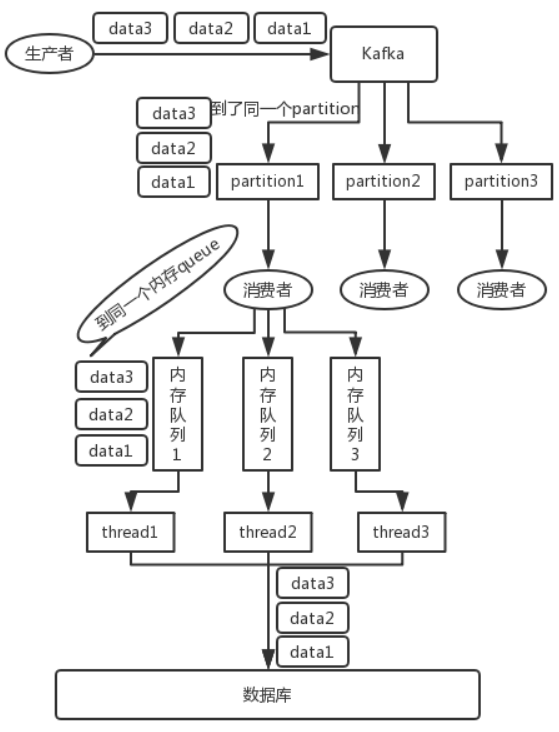 data3 data2 data1
生产者
Kafka
data3
到了同一个partition
data2
data1
partition1 partition2 partition3
到同一个内存queue
消费者 消费者 消费者
data3
data2
data1
内存队列1
内存队列2
内存队列3
thread1 thread2 thread3
data3
data2
data1
数据库